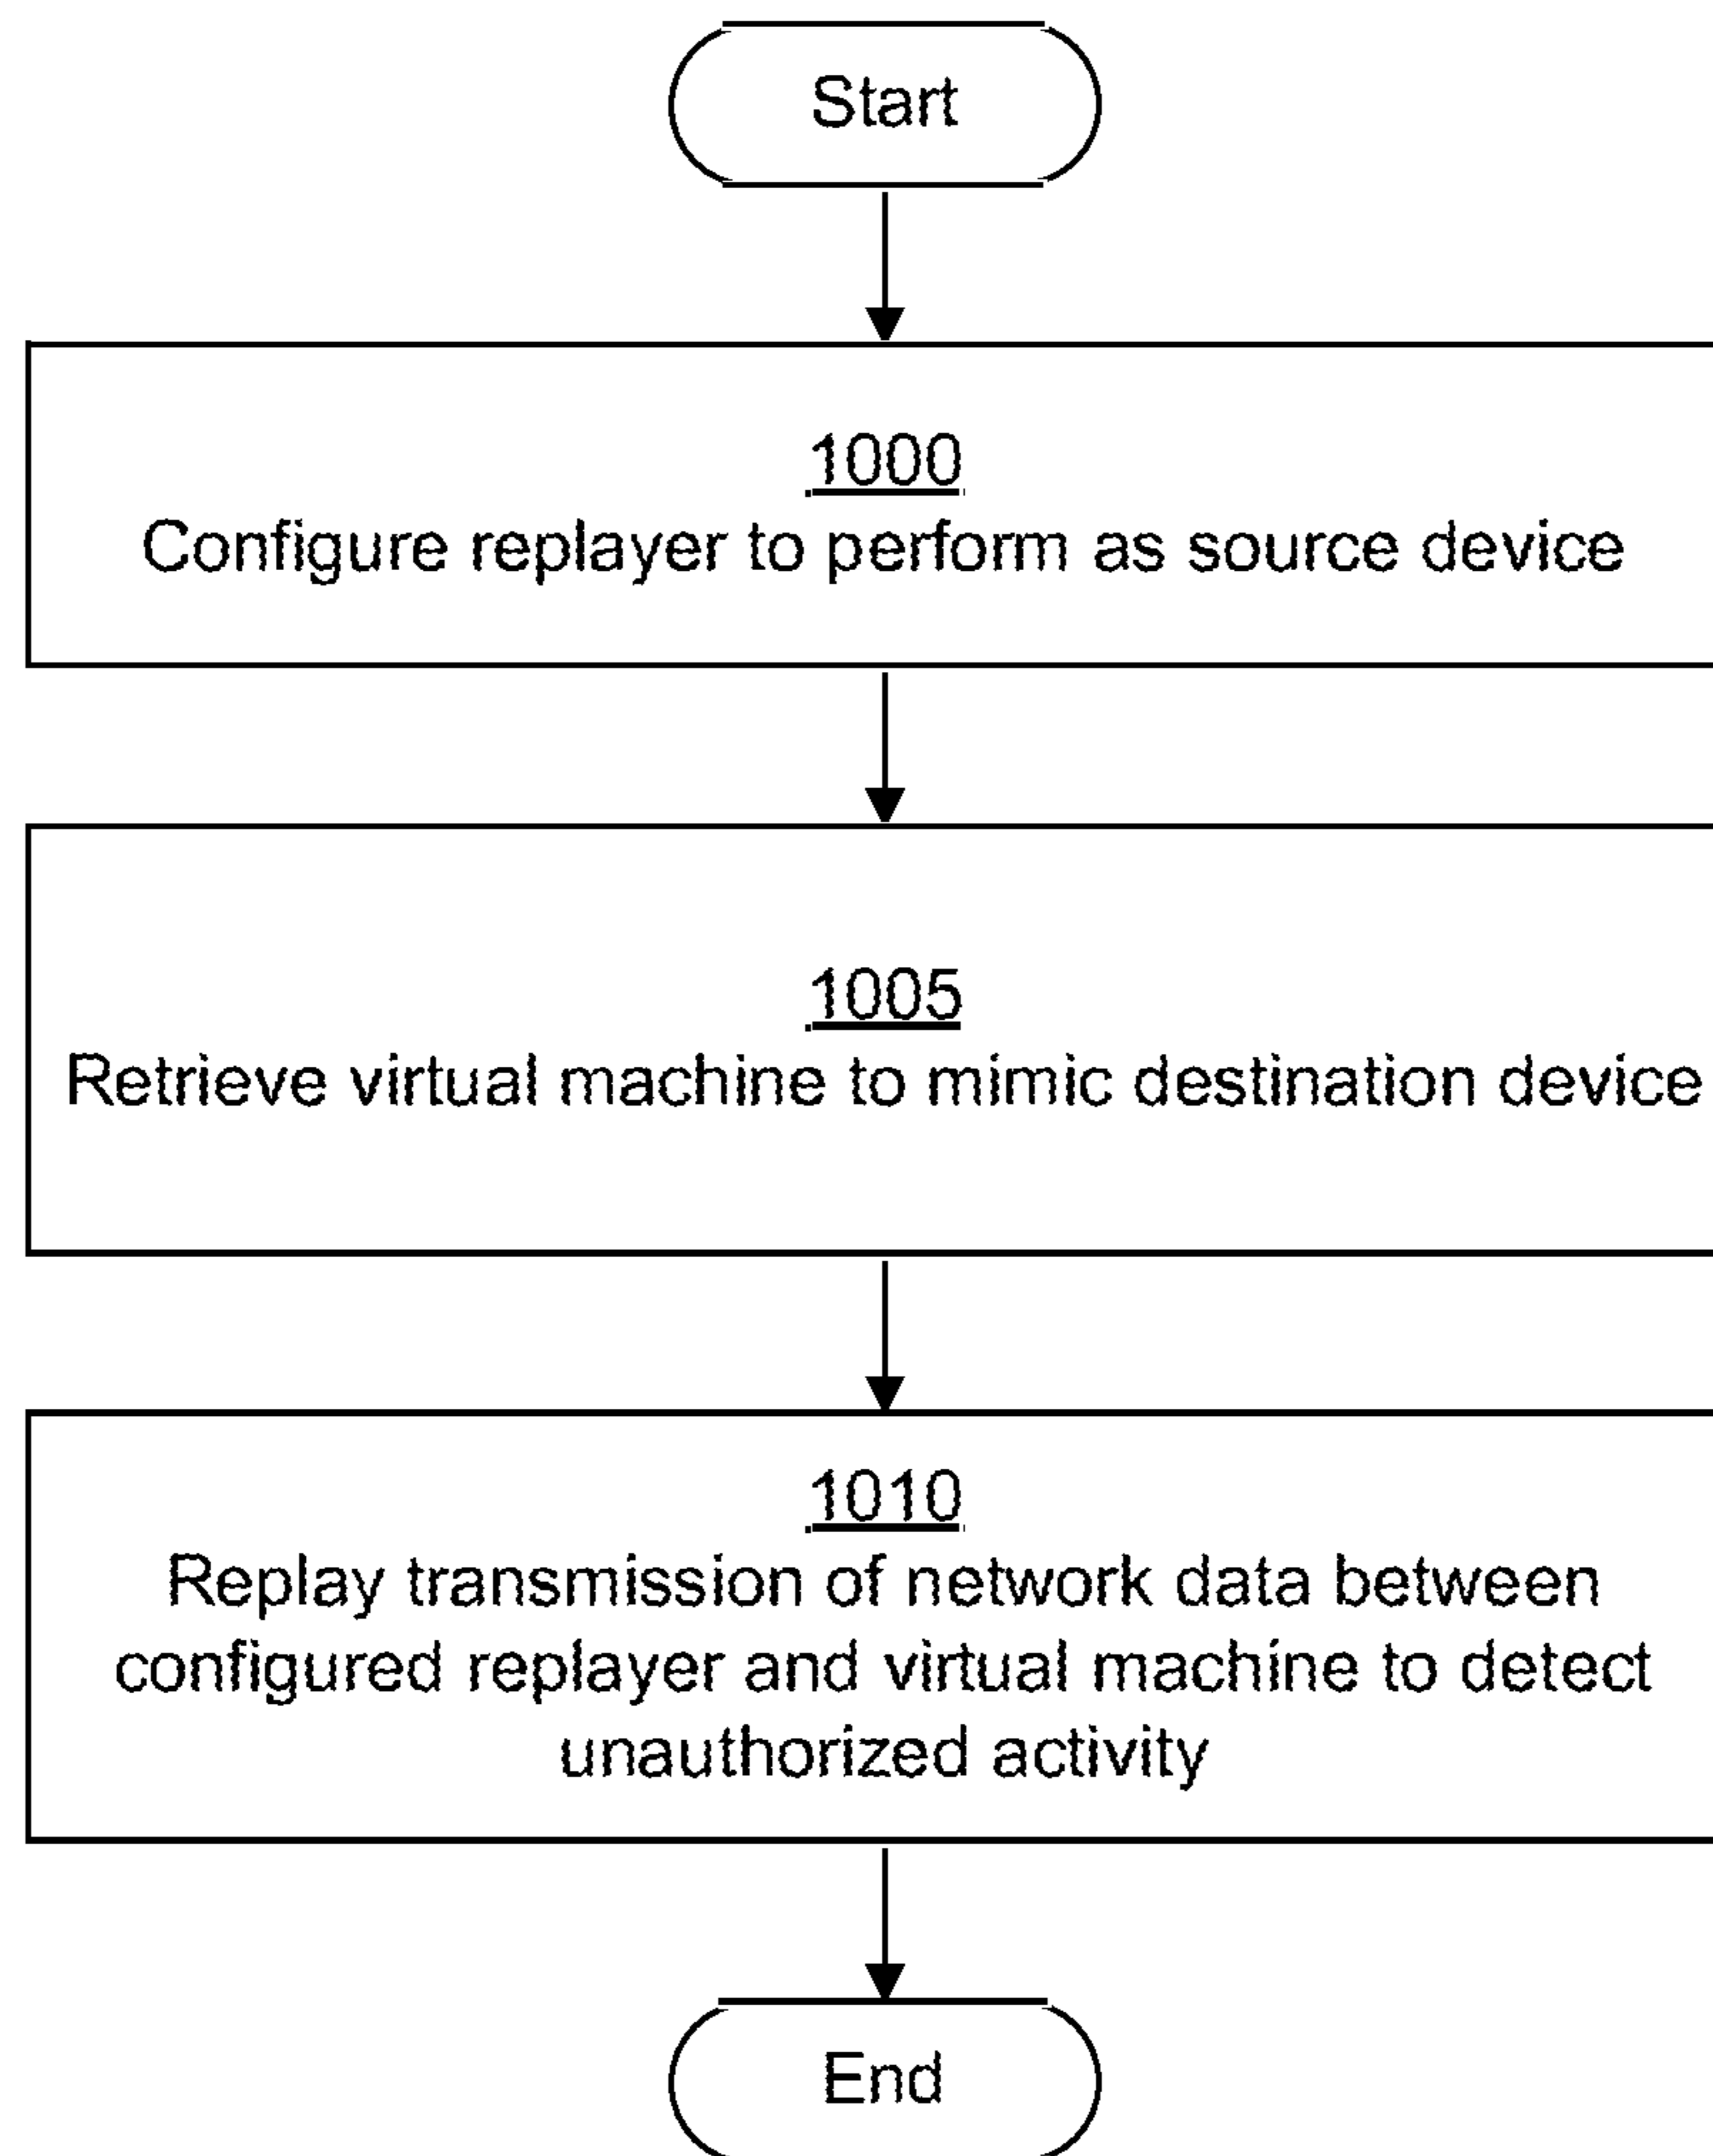 Start
1000
Configure replayer to perform as source device
1005
Retrieve virtual machine to mimic destination device
1010
Replay transmission of network data between
configured replayer and virtual machine to detect
unauthorized activity
End